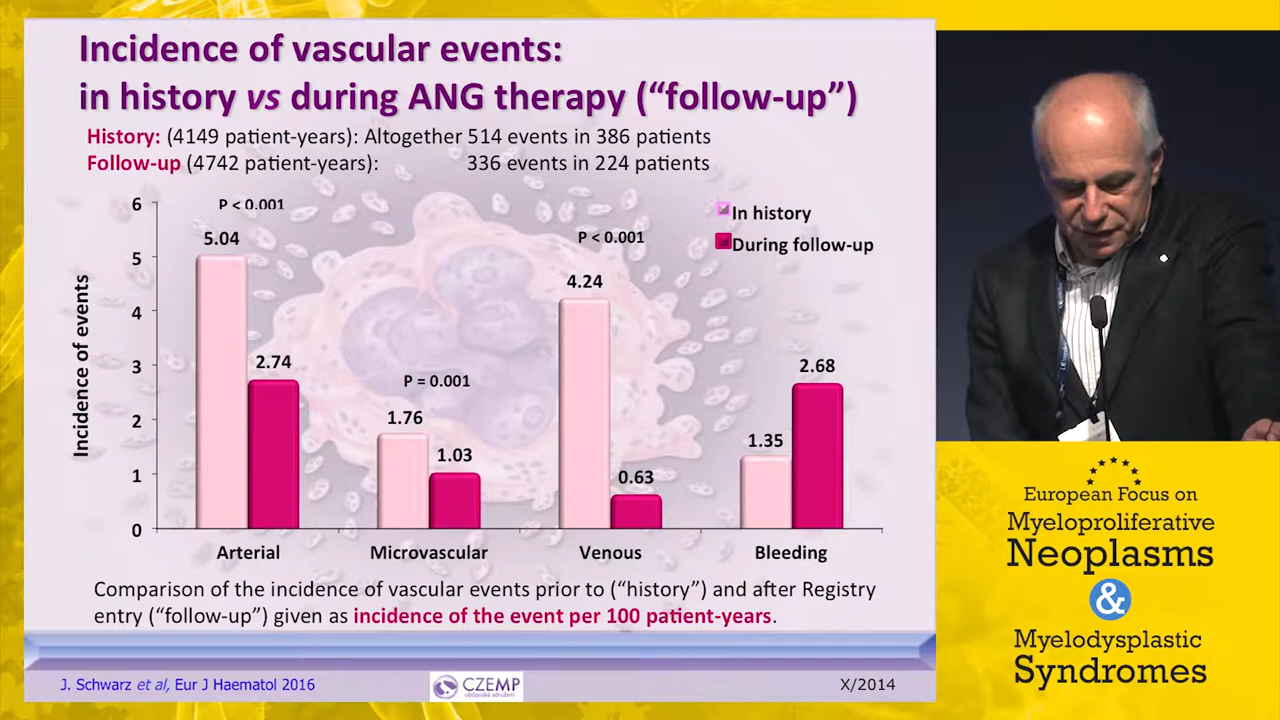 Incidence of vascular events:
in history vs during ANG therapy (“follow-up”)
History: (4149 patient-years): Altogether 514 events in 386 patients
Follow-up (4742 patient-years): 336 events in 224 patients
6
5
4
3
2
1
0
Incidence of events
P < 0.001
5.04
2.74
P = 0.001
1.76
1.03
P < 0.001
4.24
0.63
1.35
2.68
In history
During follow-up
Arterial
Microvascular
Venous
Bleeding
Comparison of the incidence of vascular events prior to (“history”) and after Registry
entry (“follow-up”) given as incidence of the event per 100 patient-years.
J. Schwarz et al, Eur J Haematol 2016
CZEMP
občanské sdružení
X/2014
European Focus on
Myeloproliferative
Neoplasms
&
Myelodysplastic
Syndromes